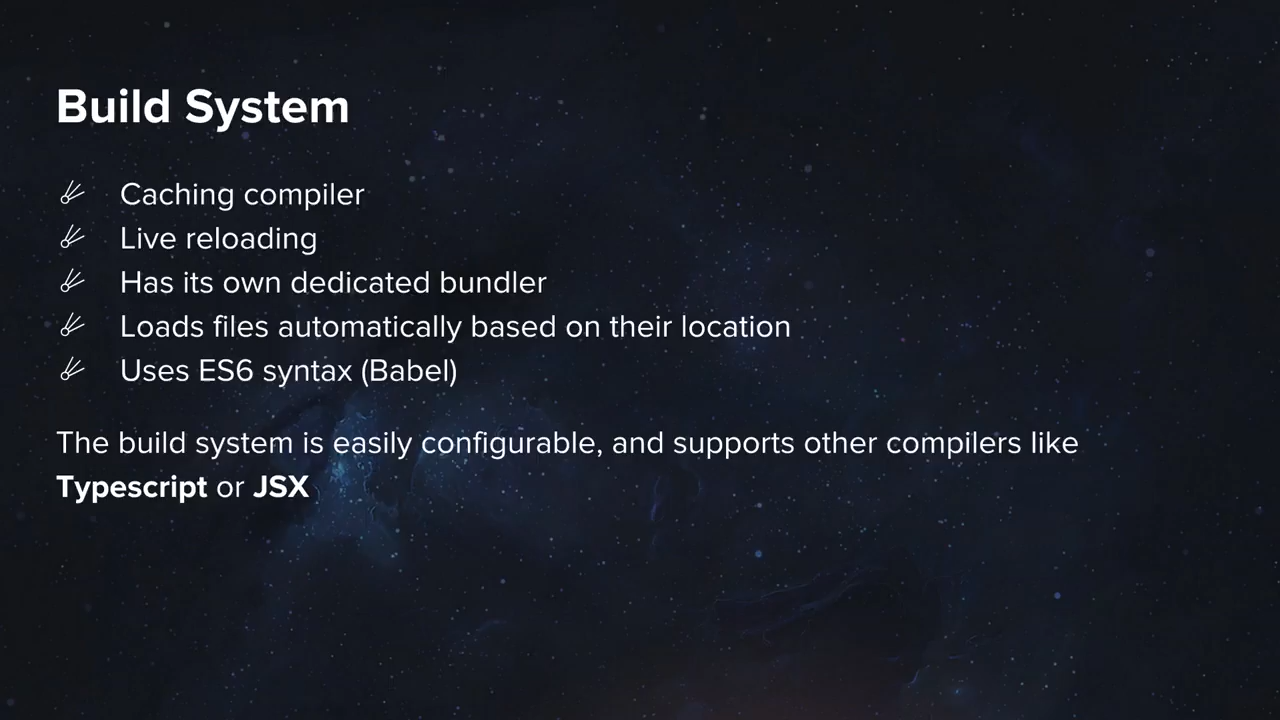 Build System
Caching compiler
Live reloading
Has its own dedicated bundler
Loads files automatically based on their location
Uses ES6 syntax (Babel)
The build system is easily configurable, and supports other compilers like
Typescript or JSX